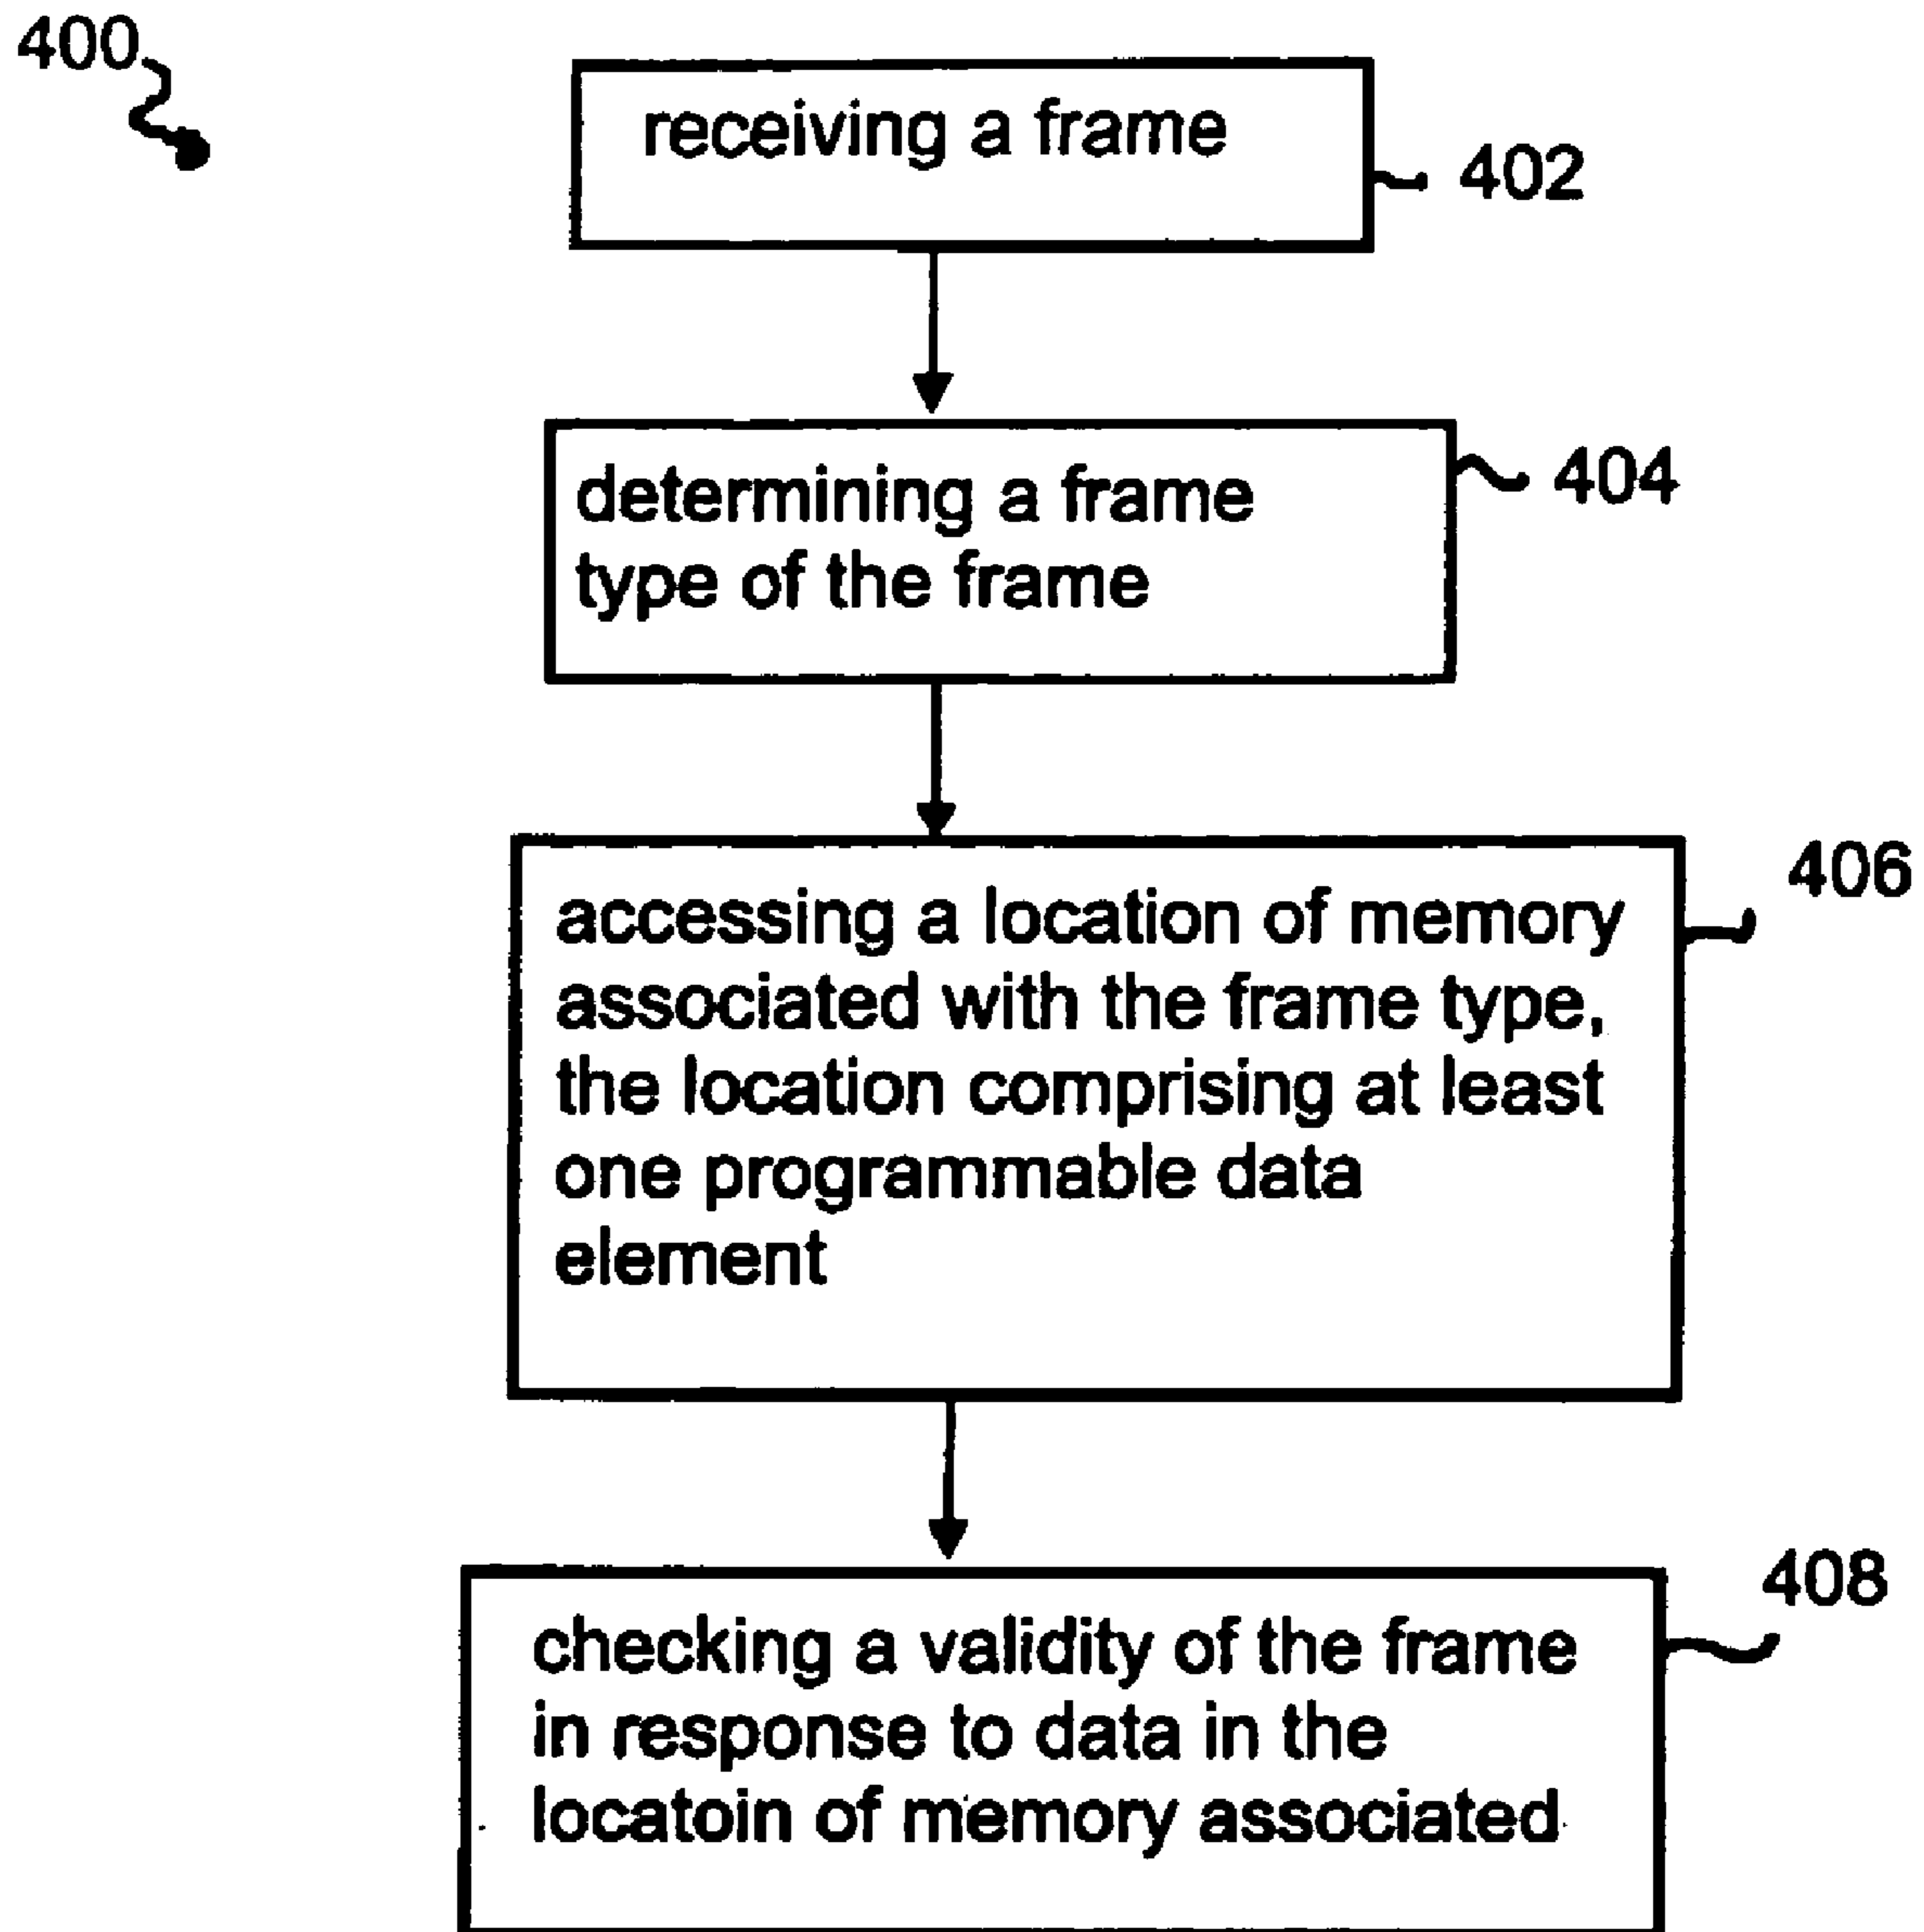 400
receiving a frame
402
determining a frame
type of the frame
404
accessing a location of memory
associated with the frame type,
the location comprising at least
one programmable data
element
406
checking a validity of the frame
in response to data in the
locatoin of memory associated
408